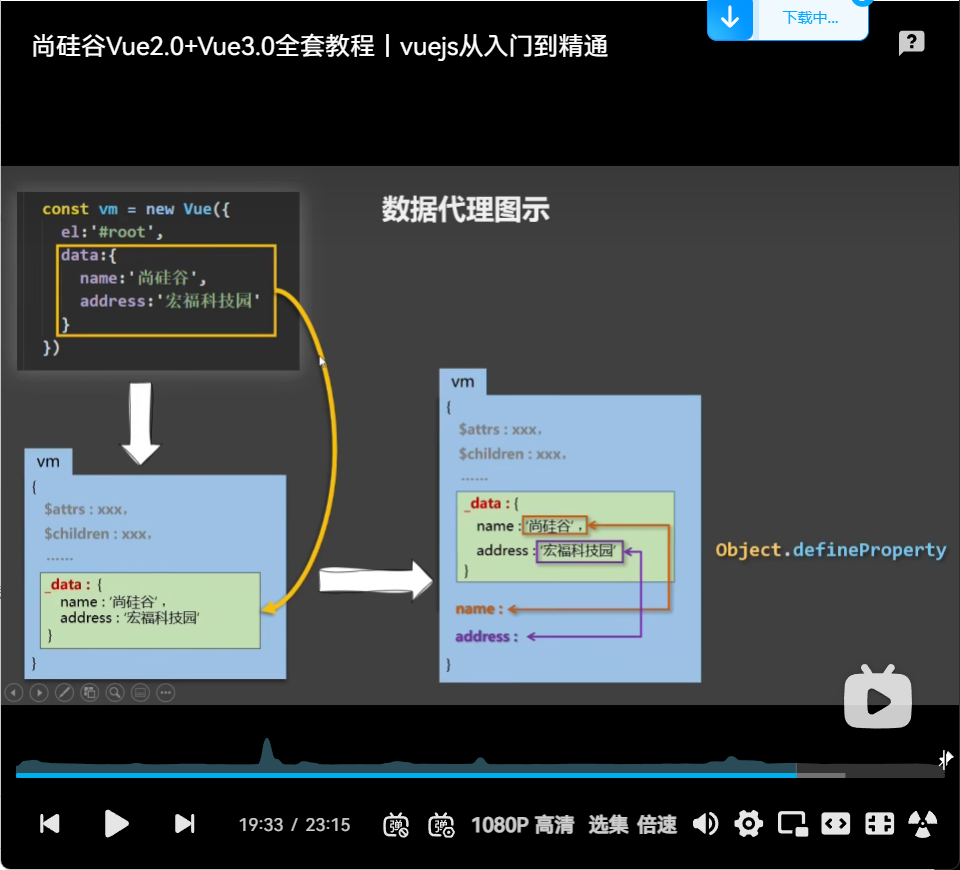 下载中...
尚硅谷Vue2.0+Vue3.0全套教程丨vuejs从入门到精通
数据代理图示
const vm = new Vue({
el:'#root',
data:{
name:'尚硅谷',
address:'宏福科技园'
}
})
vm
{
$attrs : xxx,
$children : xxx,
......
_data : {
name : '尚硅谷' ,
address : '宏福科技园'
}
}
vm
{
$attrs : xxx,
$children : xxx,
......
_data : {
name : '尚硅谷' ,
address : '宏福科技园'
}
name :
address :
}
Object.defineProperty
19:33 / 23:15
弹
弹
1080P 高清
选集
倍速